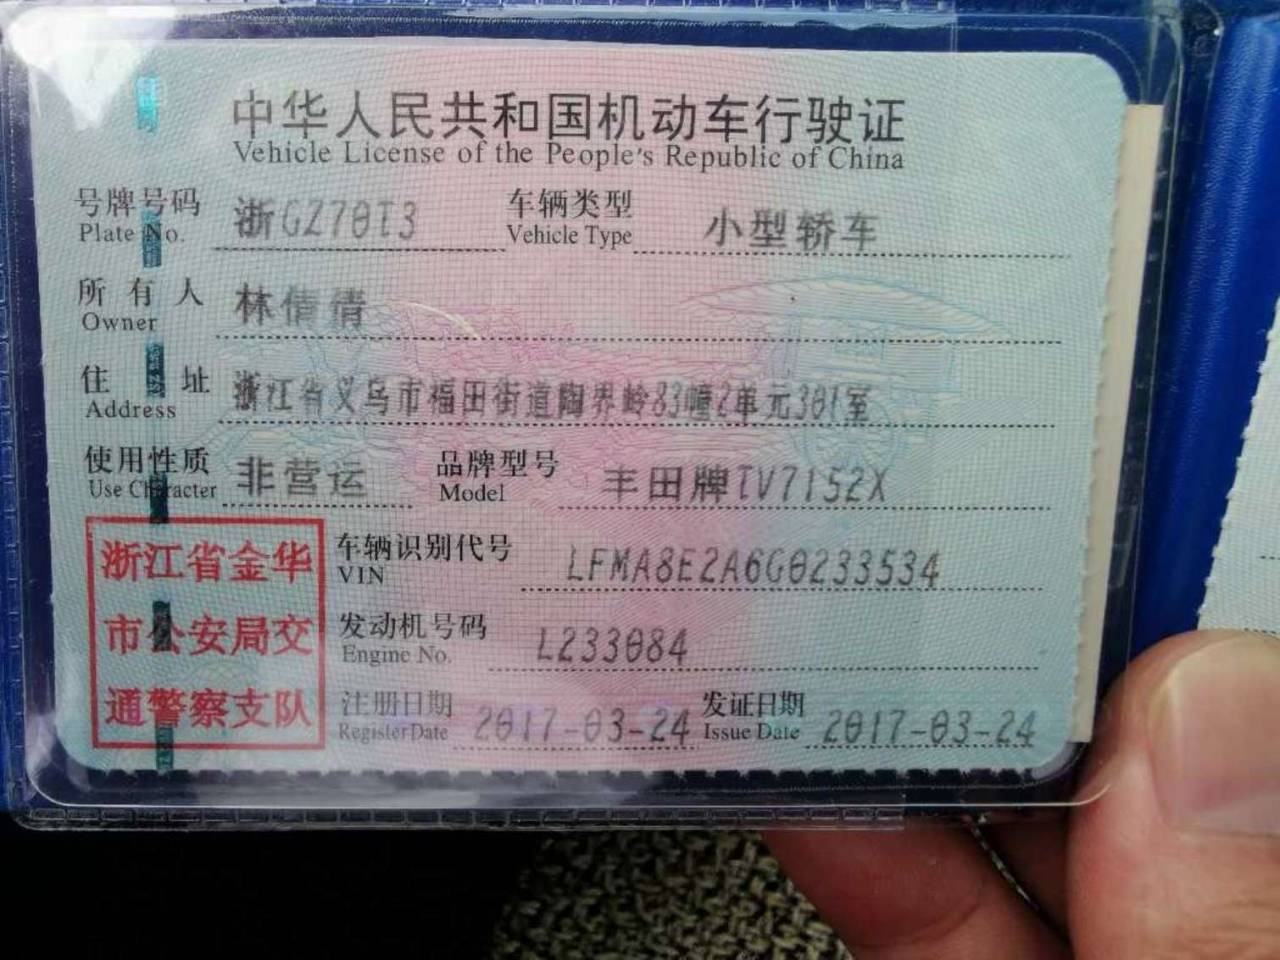 中华人民共和国机动车行驶证
Vehicle License of the People's Republic of China
号牌号码 浙GZ70T3 车辆类型 小型轿车
Plate No. Vehicle Type
所有人 林倩倩
Owner
住址 浙江省义乌市福田街道陶界岭83幢2单元301室
Address
使用性质 非营运 品牌型号 丰田牌TV7152X
Use Character Model
浙江省金华
市公安局交
通警察支队
车辆识别代号 LFMA8E2A6G0233534
VIN
发动机号码 L233084
Engine No.
注册日期 2017-03-24 发证日期 2017-03-24
Register Date Issue Date